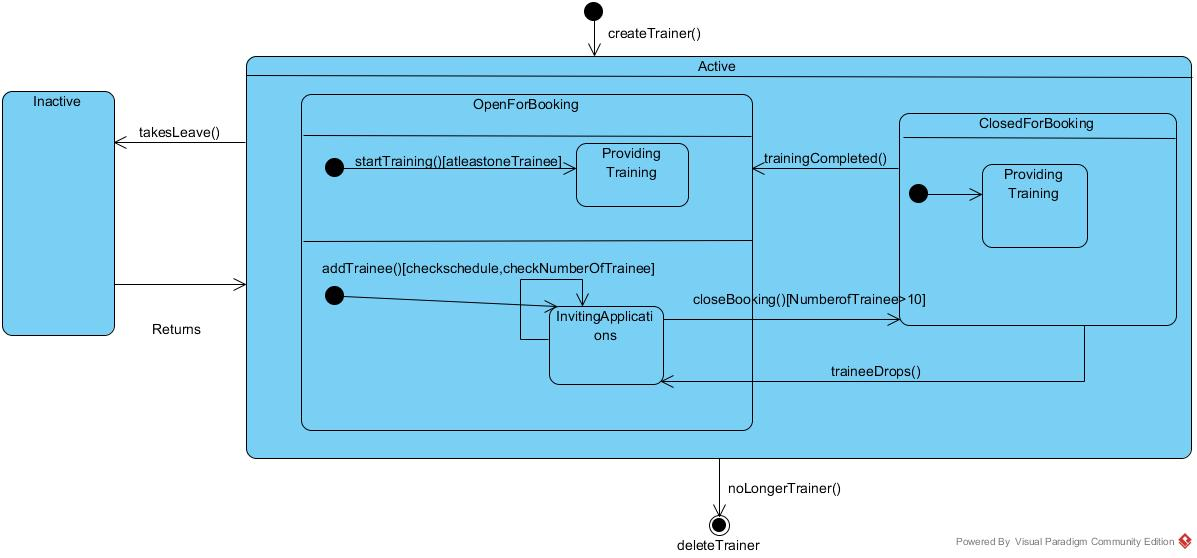 createTrainer()
Active
Inactive
OpenForBooking
ClosedForBooking
takesLeave()
startTraining()[atleastoneTrainee]
Providing
Training
trainingCompleted()
Providing
Training
addTrainee()[checkschedule,checkNumberOfTrainee]
closeBooking()[NumberofTrainee>10]
InvitingApplicati
ons
Returns
traineeDrops()
noLongerTrainer()
deleteTrainer
Powered By Visual Paradigm Community Edition